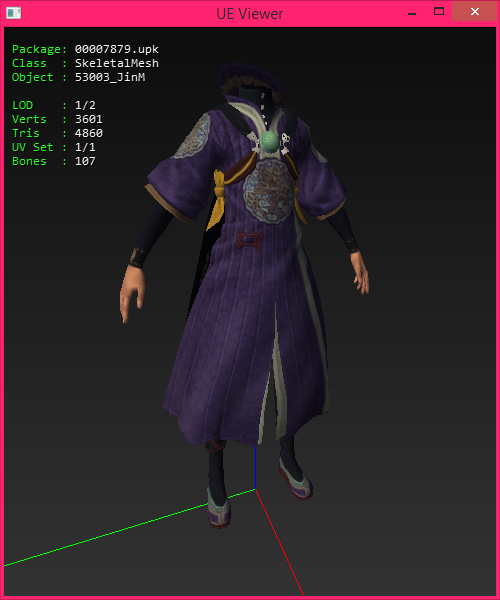 UE Viewer
Package: 00007879.upk
Class : SkeletalMesh
Object : 53003_JinM
LOD : 1/2
Verts : 3601
Tris : 4860
UV Set : 1/1
Bones : 107